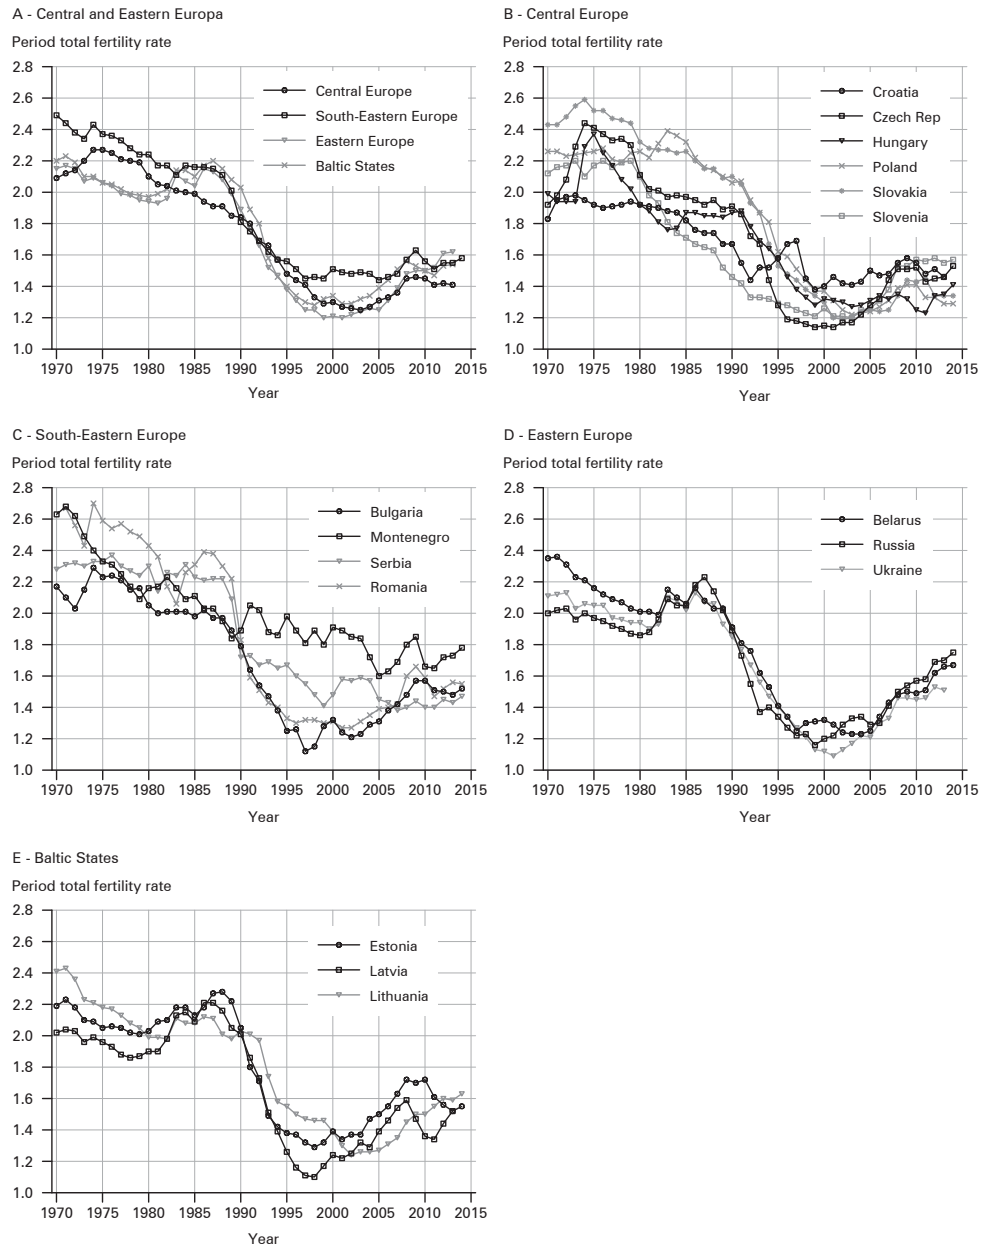 A - Central and Eastern Europa
Period total fertility rate
2.8
2.6
2.4
2.2
2.0
1.8
1.6
1.4
1.2
1.0
Central Europe
South-Eastern Europe
Eastern Europe
Baltic States
1970 1975 1980 1985 1990 1995 2000 2005 2010 2015
Year
B - Central Europe
Period total fertility rate
2.8
2.6
2.4
2.2
2.0
1.8
1.6
1.4
1.2
1.0
Croatia
Czech Rep
Hungary
Poland
Slovakia
Slovenia
1970 1975 1980 1985 1990 1995 2000 2005 2010 2015
Year
C - South-Eastern Europe
Period total fertility rate
2.8
2.6
2.4
2.2
2.0
1.8
1.6
1.4
1.2
1.0
Bulgaria
Montenegro
Serbia
Romania
1970 1975 1980 1985 1990 1995 2000 2005 2010 2015
Year
D - Eastern Europe
Period total fertility rate
2.8
2.6
2.4
2.2
2.0
1.8
1.6
1.4
1.2
1.0
Belarus
Russia
Ukraine
1970 1975 1980 1985 1990 1995 2000 2005 2010 2015
Year
E - Baltic States
Period total fertility rate
2.8
2.6
2.4
2.2
2.0
1.8
1.6
1.4
1.2
1.0
Estonia
Latvia
Lithuania
1970 1975 1980 1985 1990 1995 2000 2005 2010 2015
Year